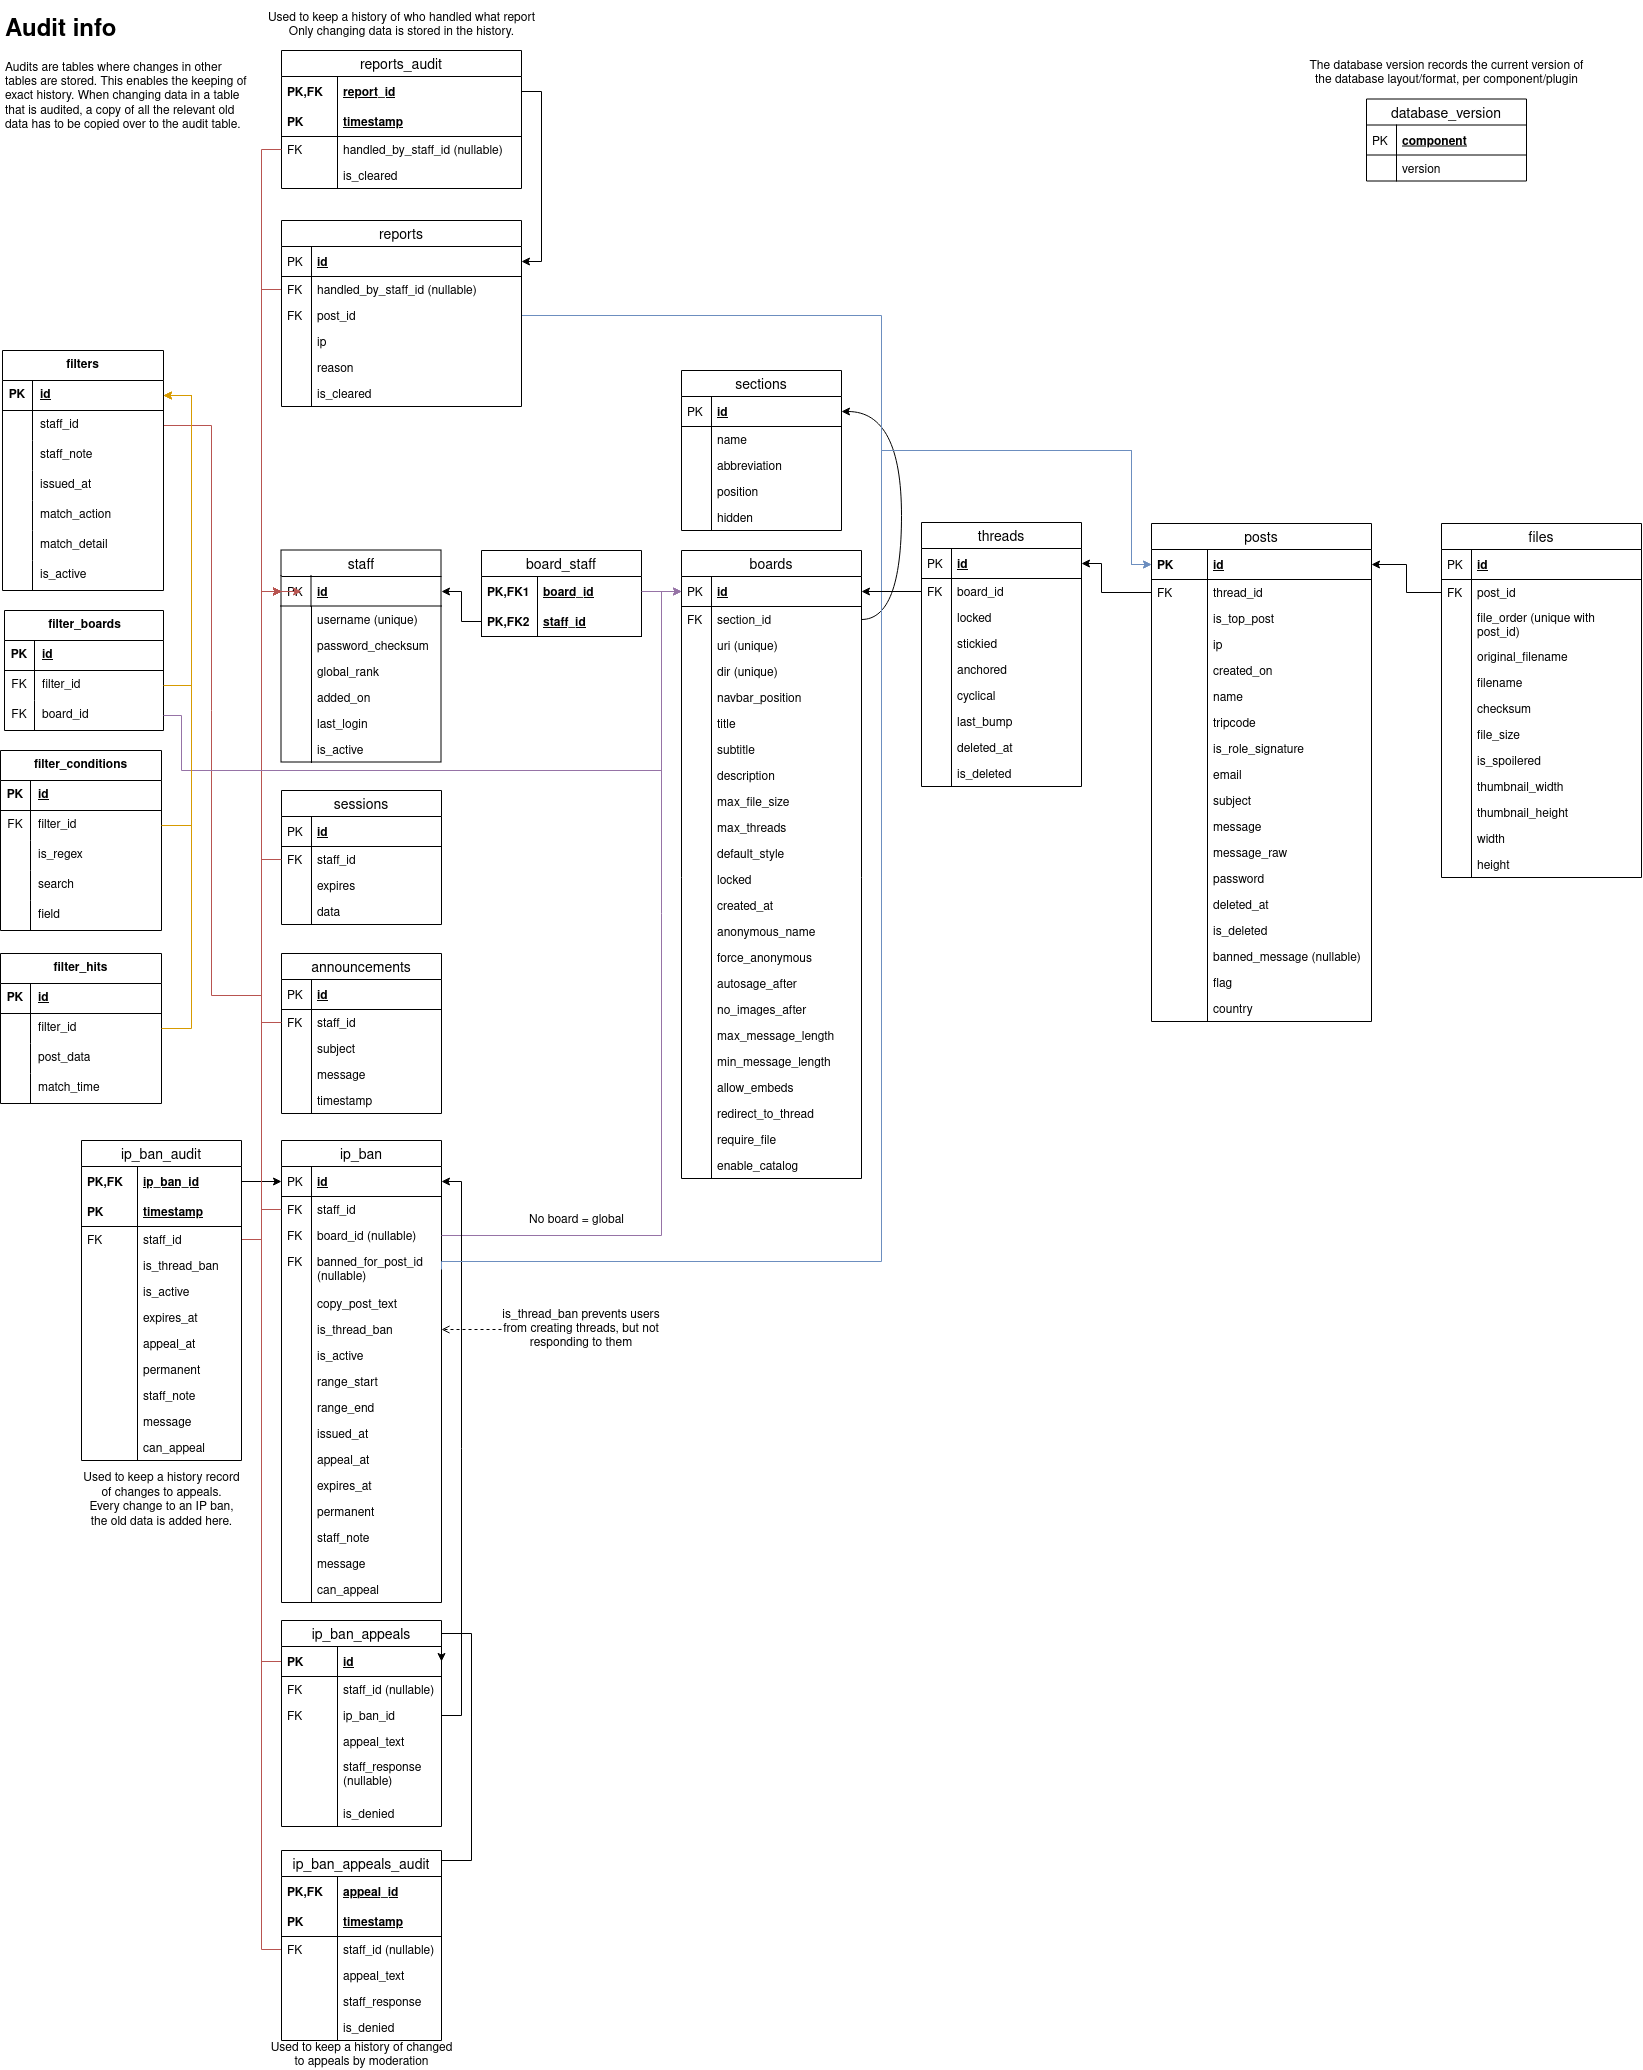 Audit info
Audits are tables where changes in other
tables are stored. This enables the keeping of
exact history. When changing data in a table
that is audited, a copy of all the relevant old
data has to be copied over to the audit table.
Used to keep a history of who handled what report
Only changing data is stored in the history.
reports_audit
PK,FK report_id
PK timestamp
FK handled_by_staff_id (nullable)
is_cleared
The database version records the current version of
the database layout/format, per component/plugin
database_version
PK component
version
reports
PK id
FK handled_by_staff_id (nullable)
FK post_id
ip
reason
is_cleared
filters
PK id
staff_id
staff_note
issued_at
match_action
match_detail
is_active
sections
PK id
name
abbreviation
position
hidden
filter_boards
PK id
FK filter_id
FK board_id
filter_conditions
PK id
FK filter_id
is_regex
search
field
filter_hits
PK id
filter_id
post_data
match_time
staff
PK id
username (unique)
password_checksum
global_rank
added_on
last_login
is_active
board_staff
PK,FK1 board_id
PK,FK2 staff_id
boards
PK id
FK section_id
uri (unique)
dir (unique)
navbar_position
title
subtitle
description
max_file_size
max_threads
default_style
locked
created_at
anonymous_name
force_anonymous
autosage_after
no_images_after
max_message_length
min_message_length
allow_embeds
redirect_to_thread
require_file
enable_catalog
threads
PK id
FK board_id
locked
stickied
anchored
cyclical
last_bump
deleted_at
is_deleted
posts
PK id
FK thread_id
is_top_post
ip
created_on
name
tripcode
is_role_signature
email
subject
message
message_raw
password
deleted_at
is_deleted
banned_message (nullable)
flag
country
files
PK id
FK post_id
file_order (unique with
post_id)
original_filename
filename
checksum
file_size
is_spoilered
thumbnail_width
thumbnail_height
width
height
sessions
PK id
FK staff_id
expires
data
announcements
PK id
FK staff_id
subject
message
timestamp
ip_ban_audit
PK,FK ip_ban_id
PK timestamp
FK staff_id
is_thread_ban
is_active
expires_at
appeal_at
permanent
staff_note
message
can_appeal
Used to keep a history record
of changes to appeals.
Every change to an IP ban,
the old data is added here.
ip_ban
PK id
FK staff_id
FK board_id (nullable)
FK banned_for_post_id
(nullable)
copy_post_text
is_thread_ban
is_active
range_start
range_end
issued_at
appeal_at
expires_at
permanent
staff_note
message
can_appeal
No board = global
is_thread_ban prevents users
from creating threads, but not
responding to them
ip_ban_appeals
PK id
FK staff_id (nullable)
FK ip_ban_id
appeal_text
staff_response
(nullable)
is_denied
ip_ban_appeals_audit
PK,FK appeal_id
PK timestamp
FK staff_id (nullable)
appeal_text
staff_response
is_denied
Used to keep a history of changed
to appeals by moderation